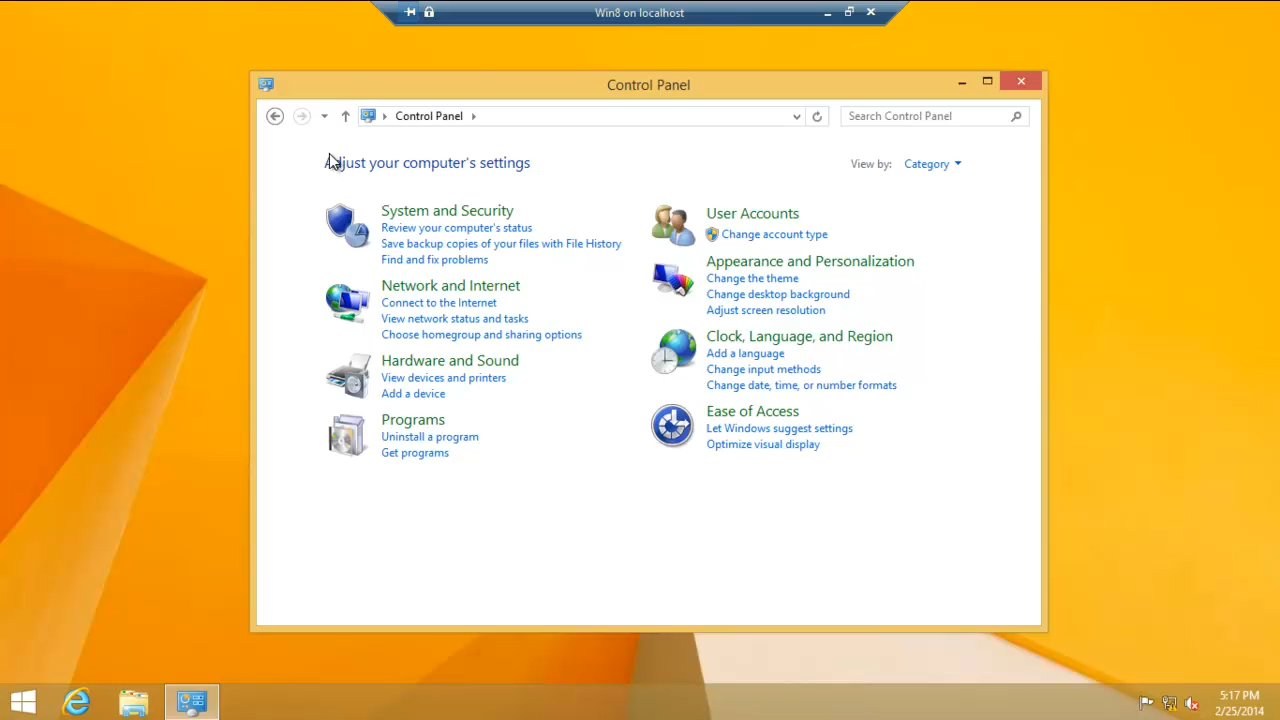 Win8 on localhost
Control Panel
Control Panel
Search Control Panel
Adjust your computer's settings
View by:
Category
System and Security
Review your computer's status
Save backup copies of your files with File History
Find and fix problems
Network and Internet
Connect to the Internet
View network status and tasks
Choose homegroup and sharing options
Hardware and Sound
View devices and printers
Add a device
Programs
Uninstall a program
Get programs
User Accounts
Change account type
Appearance and Personalization
Change the theme
Change desktop background
Adjust screen resolution
Clock, Language, and Region
Add a language
Change input methods
Change date, time, or number formats
Ease of Access
Let Windows suggest settings
Optimize visual display
5:17 PM
2/25/2014